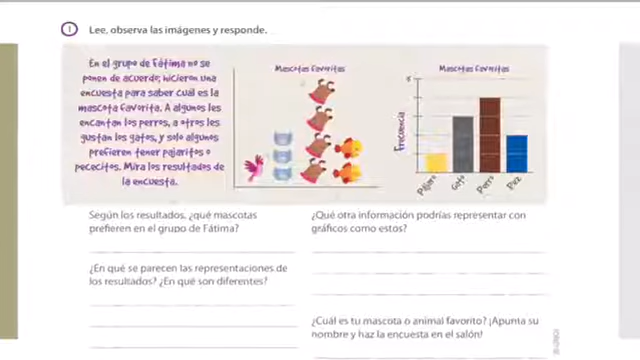 1 Lee, observa las imágenes y responde.
En el grupo de Fátima no se
ponen de acuerdo; hicieron una
encuesta para saber cuál es la
mascota favorita. A algunos les
encantan los perros, a otros les
gustan los gatos, y solo algunos
prefieren tener pajaritos o
pececitos. Mira los resultados de
la encuesta.
Mascotas favoritas
Mascotas favoritas
Frecuencia
Pájaro
Gato
Perro
Pez
Según los resultados, ¿qué mascotas
prefieren en el grupo de Fátima?
¿En qué se parecen las representaciones de
los resultados? ¿En qué son diferentes?
¿Qué otra información podrías representar con
gráficos como estos?
¿Cuál es tu mascota o animal favorito? ¡Apunta su
nombre y haz la encuesta en el salón!